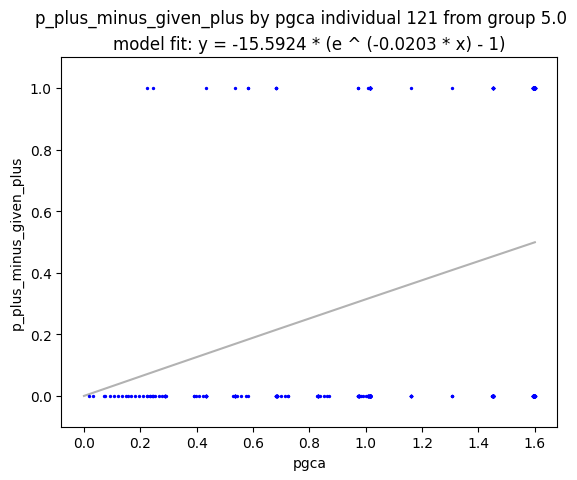 p_plus_minus_given_plus by pgca individual 121 from group 5.0
model fit: y = -15.5924 * (e ^ (-0.0203 * x) - 1)
1.0
0.8
0.6
0.4
0.2
0.0
p_plus_minus_given_plus
0.0 0.2 0.4 0.6 0.8 1.0 1.2 1.4 1.6
pgca